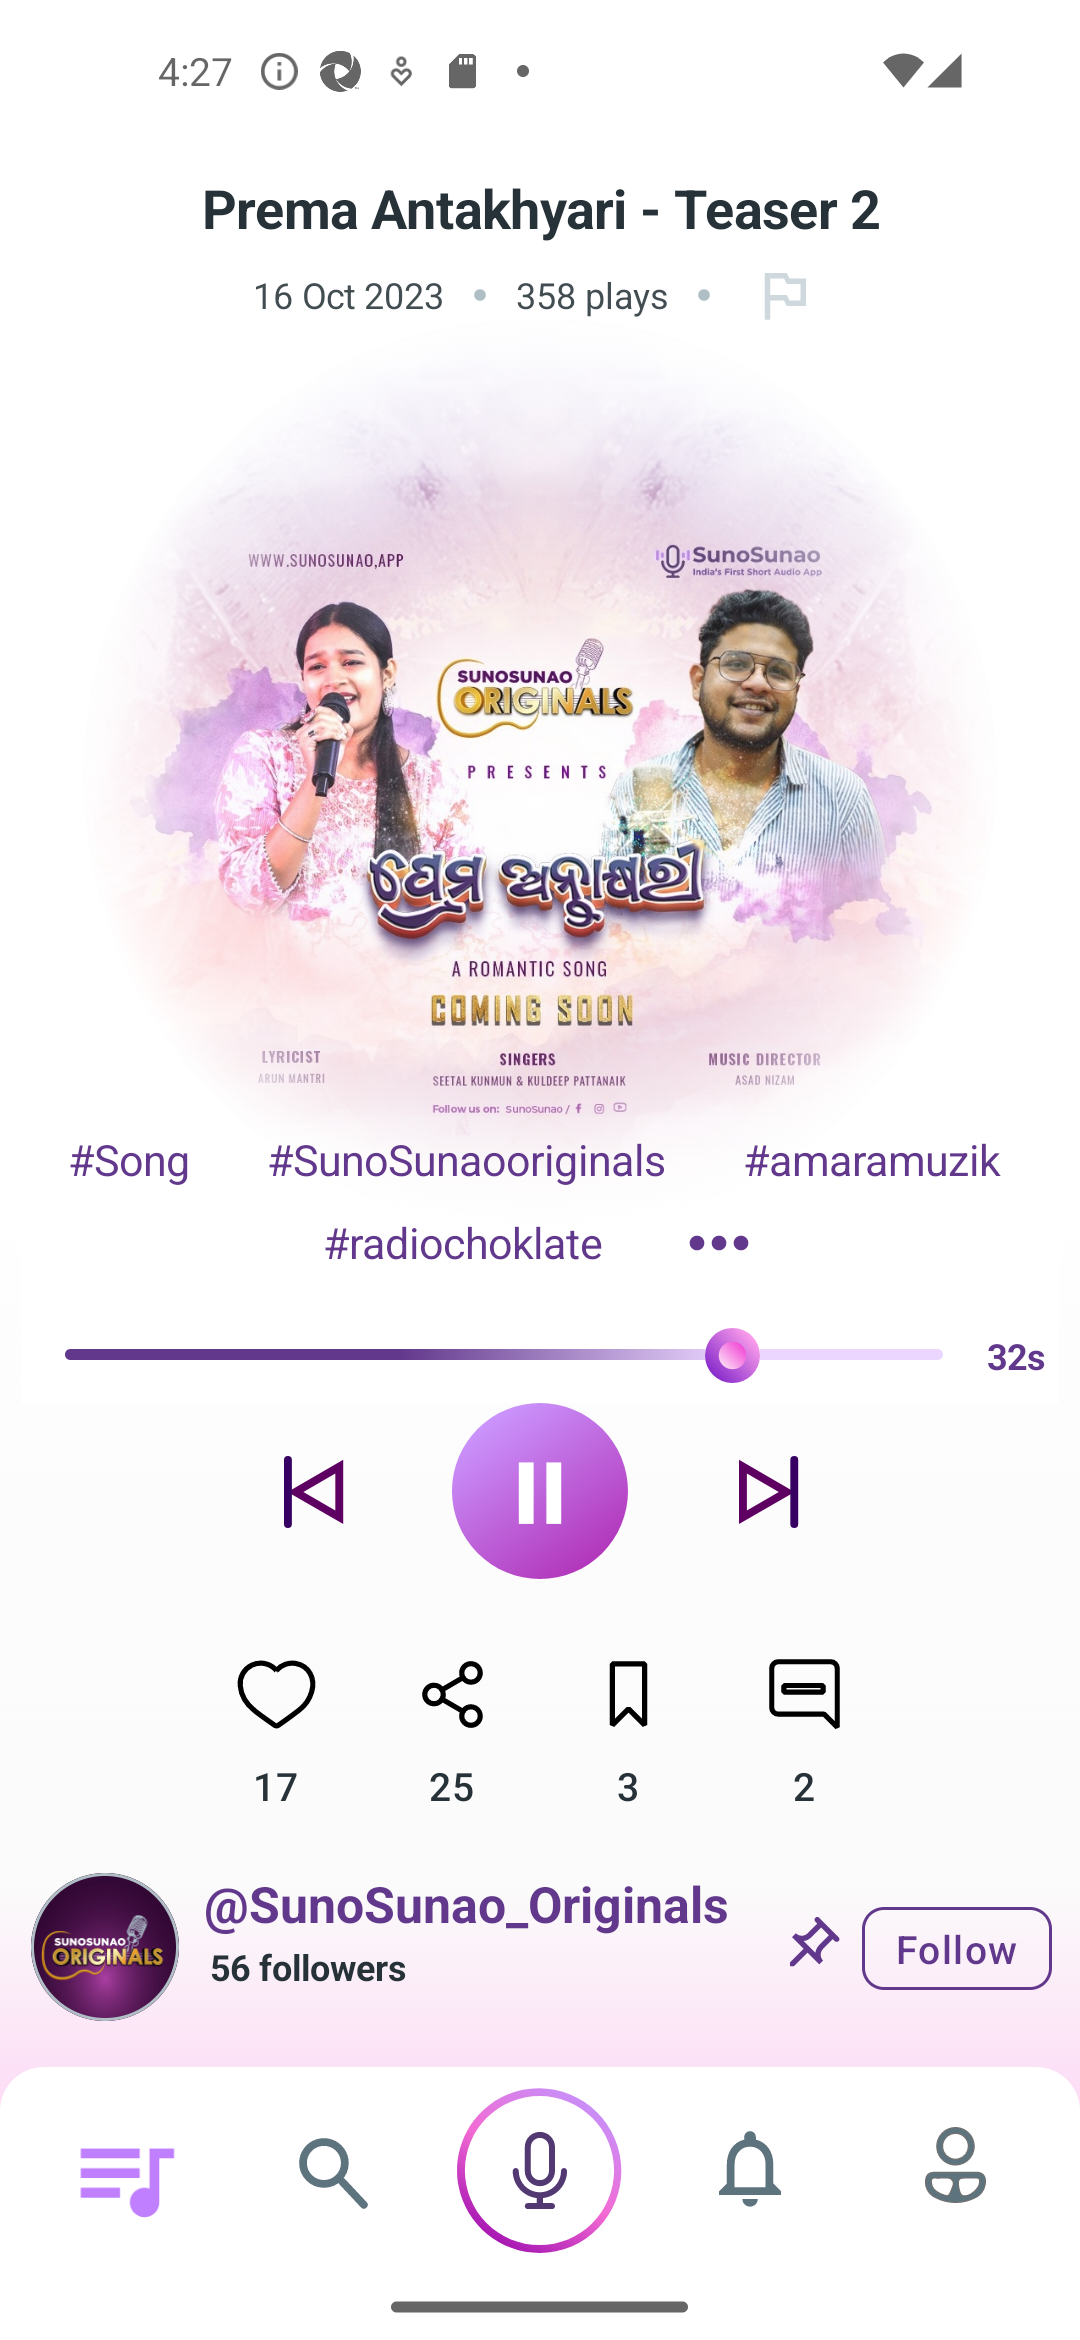 4:27
Prema Antakhyari - Teaser 2
16 Oct 2023 • 358 plays •
WWW.SUNOSUNAO,APP
SunoSunao
India's First Short Audio App
SUNOSUNAO
ORIGINALS
PRESENTS
ପ୍ରେମ ଅନ୍ତାକ୍ଷରୀ
A ROMANTIC SONG
COMING SOON
LYRICIST
ARUN MANTRI
SINGERS
SEETAL KUNMUN & KULDEEP PATTANAIK
MUSIC DIRECTOR
ASAD NIZAM
Follow us on: SunoSunao /
#Song #SunoSunaooriginals #amaramuzik
#radiochoklate •••
32s
17 25 3 2
SUNOSUNAO
ORIGINALS
@SunoSunao_Originals
56 followers
Follow